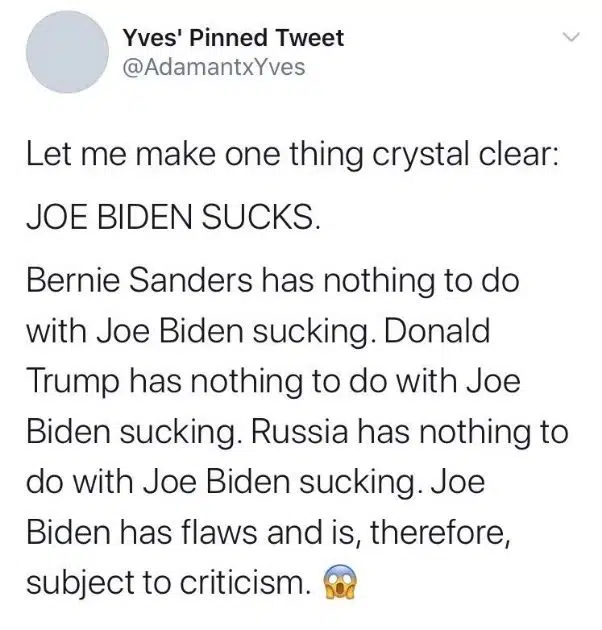 Yves' Pinned Tweet
@AdamantxYves
Let me make one thing crystal clear:
JOE BIDEN SUCKS.
Bernie Sanders has nothing to do
with Joe Biden sucking. Donald
Trump has nothing to do with Joe
Biden sucking. Russia has nothing to
do with Joe Biden sucking. Joe
Biden has flaws and is, therefore,
subject to criticism. 😱